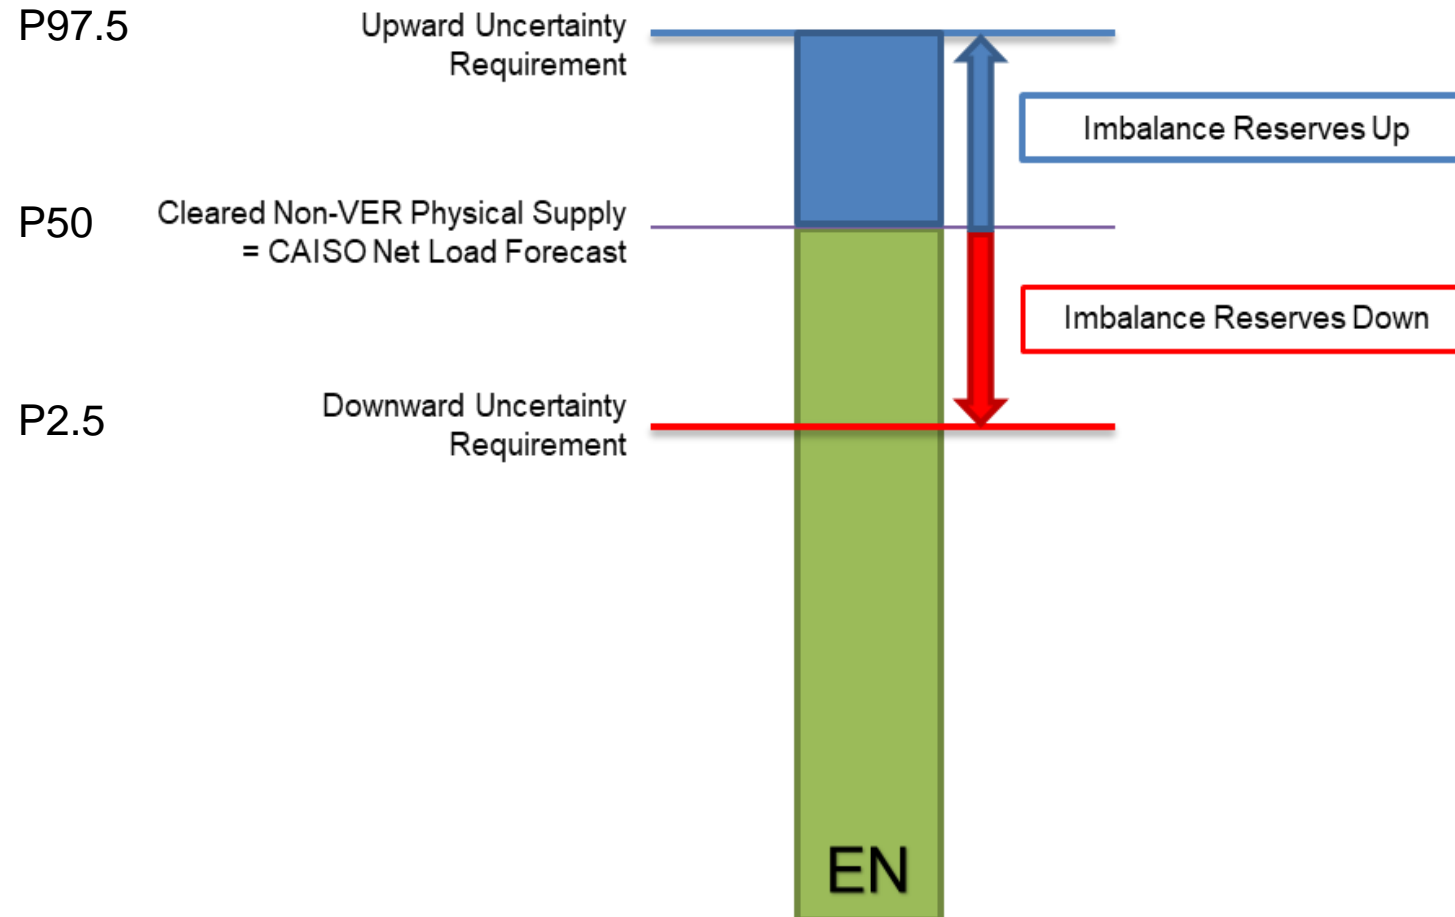 P97.5
Upward Uncertainty
Requirement
Imbalance Reserves Up
P50
Cleared Non-VER Physical Supply
= CAISO Net Load Forecast
Imbalance Reserves Down
P2.5
Downward Uncertainty
Requirement
EN